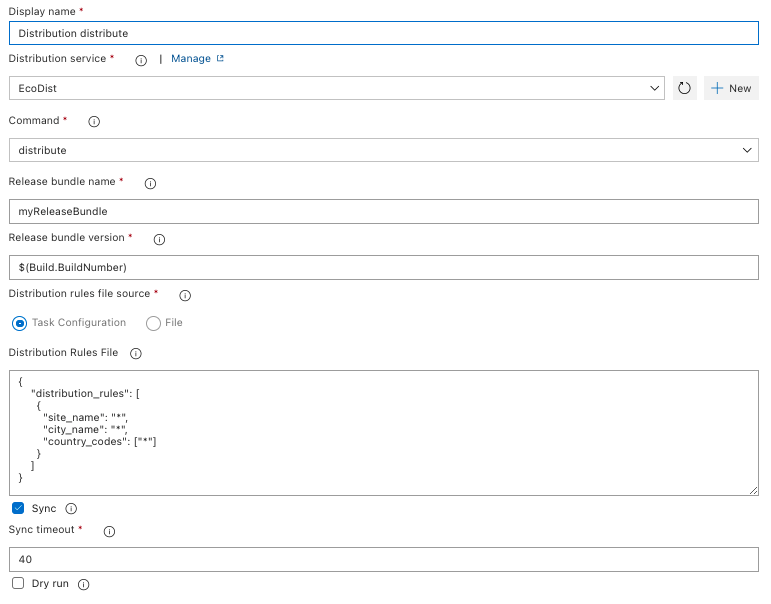 Display name *
Distribution distribute
Distribution service * | Manage
EcoDist
New
Command *
distribute
Release bundle name *
myReleaseBundle
Release bundle version *
$(Build.BuildNumber)
Distribution rules file source *
Task Configuration File
Distribution Rules File
{
"distribution_rules": [
{
"site_name": "*",
"city_name": "*",
"country_codes": ["*"]
}
]
}
Sync
Sync timeout *
40
Dry run